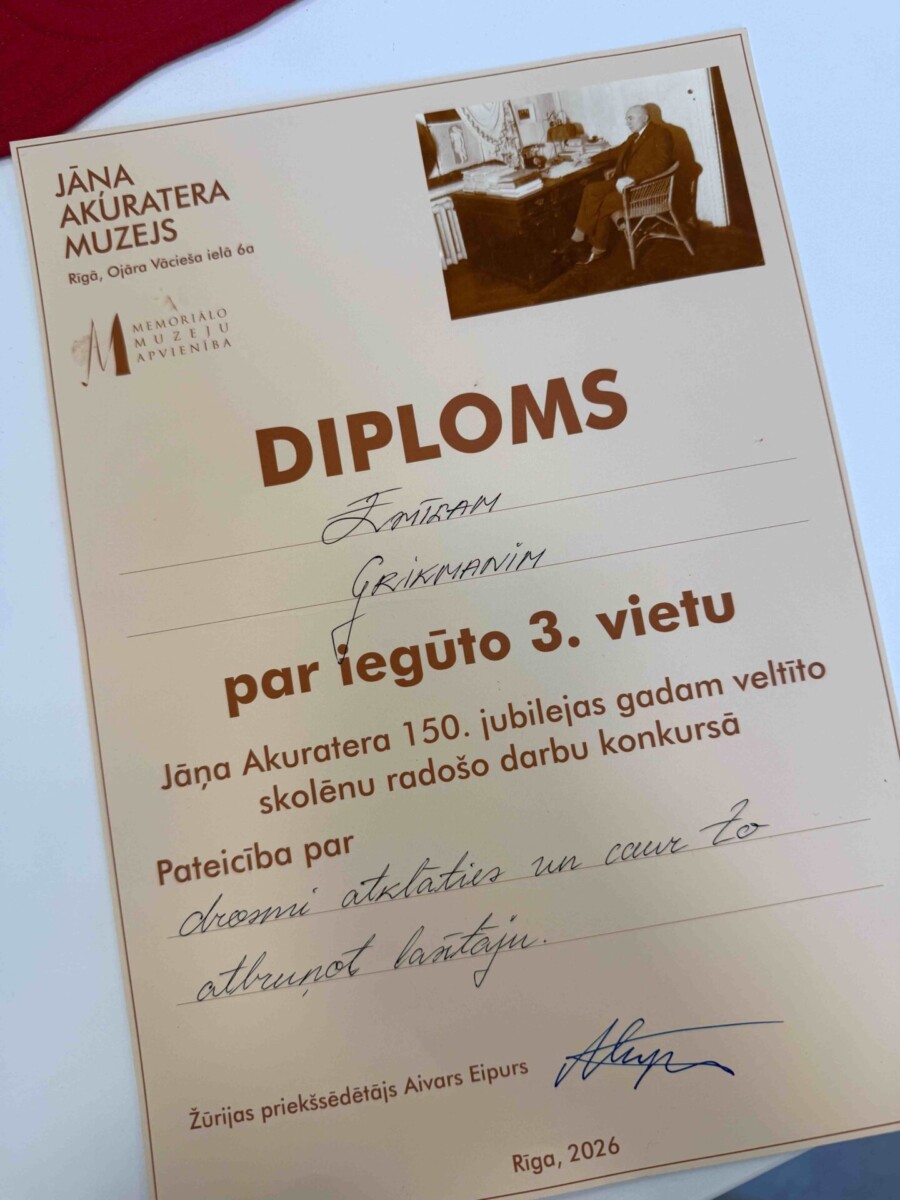 JĀŅA
AKURATERA
MUZEJS
Rīgā, Ojāra Vācieša ielā 6a
MEMORIĀLO
MUZEJU
APVIENĪBA
DIPLOMS
EMĪLAM
GRIKMANIM
par iegūto 3. vietu
Jāņa Akuratera 150. jubilejas gadam veltīto
skolēnu radošo darbu konkursā
Pateicība par
drosmi atklāties un caur to
atbruņot lasītāju.
Žūrijas priekšsēdētājs Aivars Eipurs
Rīga, 2026